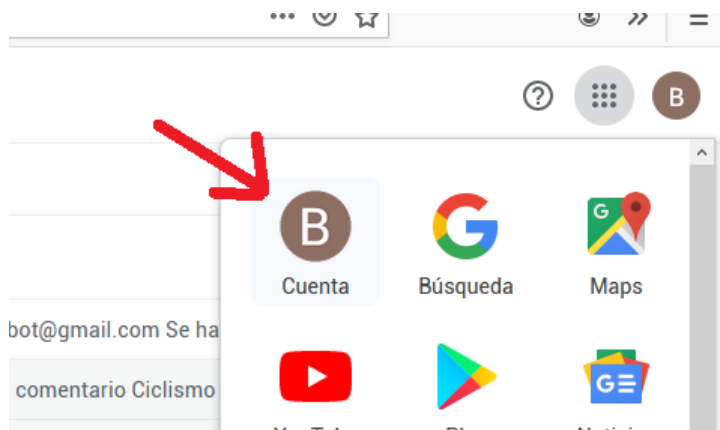 B
B
G
Cuenta
Búsqueda
Maps
bot@gmail.com Se ha
comentario Ciclismo
G